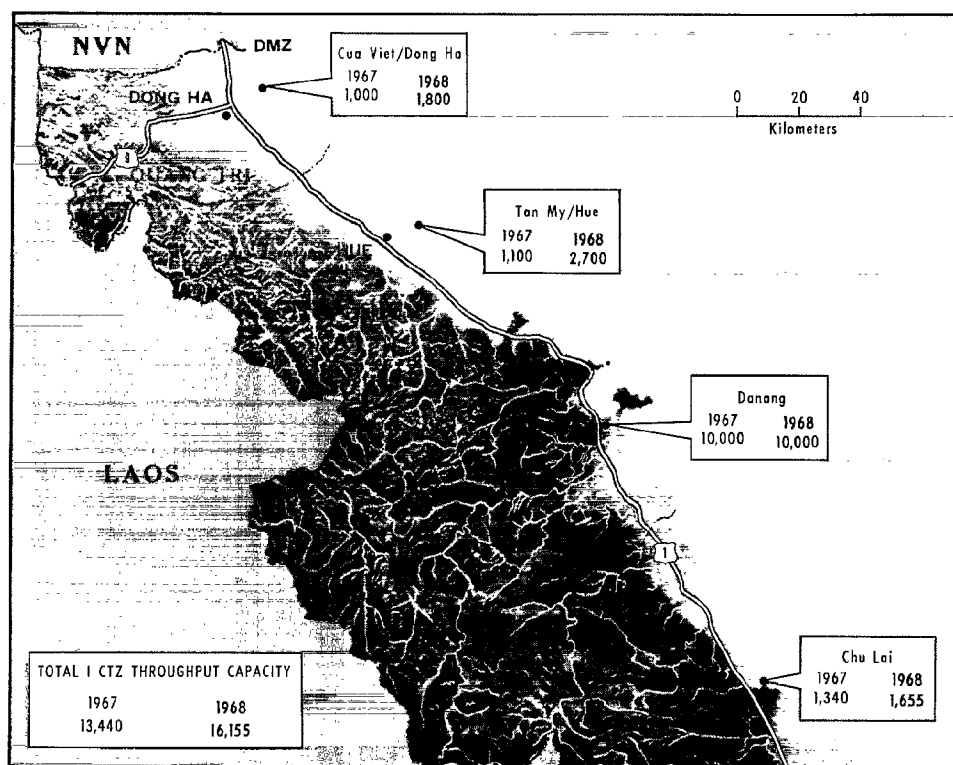 NVN
DMZ
Cua Viet/Dong Ha
1967 1968
1,000 1,800
DONG HA
0 20 40
Kilometers
QUANG TRI
Tan My/Hue
1967 1968
1,100 2,700
HUE
Danang
1967 1968
10,000 10,000
LAOS
1
TOTAL I CTZ THROUGHPUT CAPACITY
1967 1968
13,440 16,155
Chu Lai
1967 1968
1,340 1,655